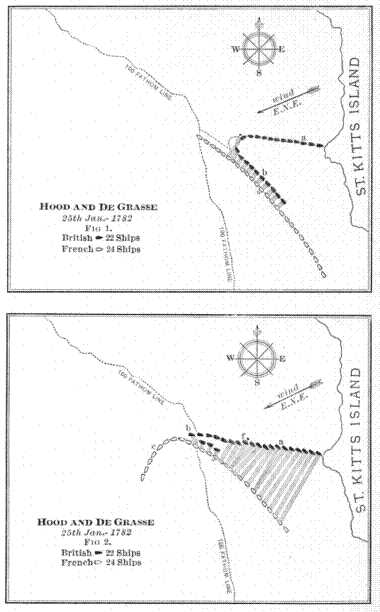 100 FATHOM LINE
W E
S
wind
E.N.E.
ST. KITTS ISLAND
a
b
HOOD AND DE GRASSE
25th Jan.- 1782
FIG 1.
British 22 Ships
French 24 Ships
100 FATHOM LINE
100 FATHOM LINE
W E
S
wind
E.N.E.
ST. KITTS ISLAND
b
a
c
HOOD AND DE GRASSE
25th Jan.- 1782
FIG 2.
British 22 Ships
French 24 Ships
100 FATHOM LINE